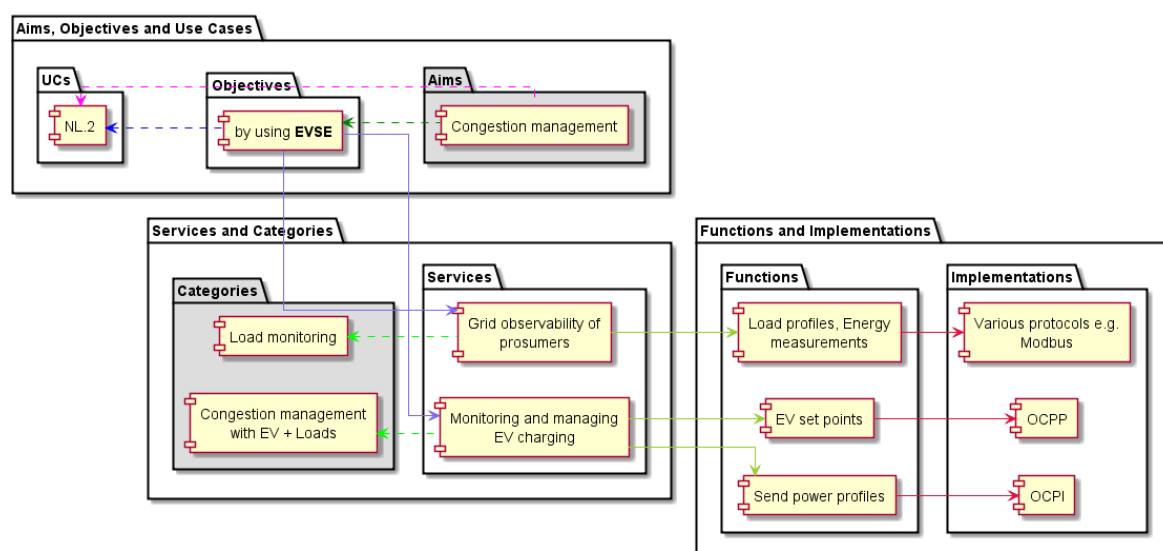 Aims, Objectives and Use Cases
UCs
NL.2
Objectives
by using EVSE
Aims
Congestion management
Services and Categories
Categories
Load monitoring
Congestion management
with EV + Loads
Services
Grid observability of
prosumers
Monitoring and managing
EV charging
Functions and Implementations
Functions
Load profiles, Energy
measurements
EV set points
Send power profiles
Implementations
Various protocols e.g.
Modbus
OCPP
OCPI